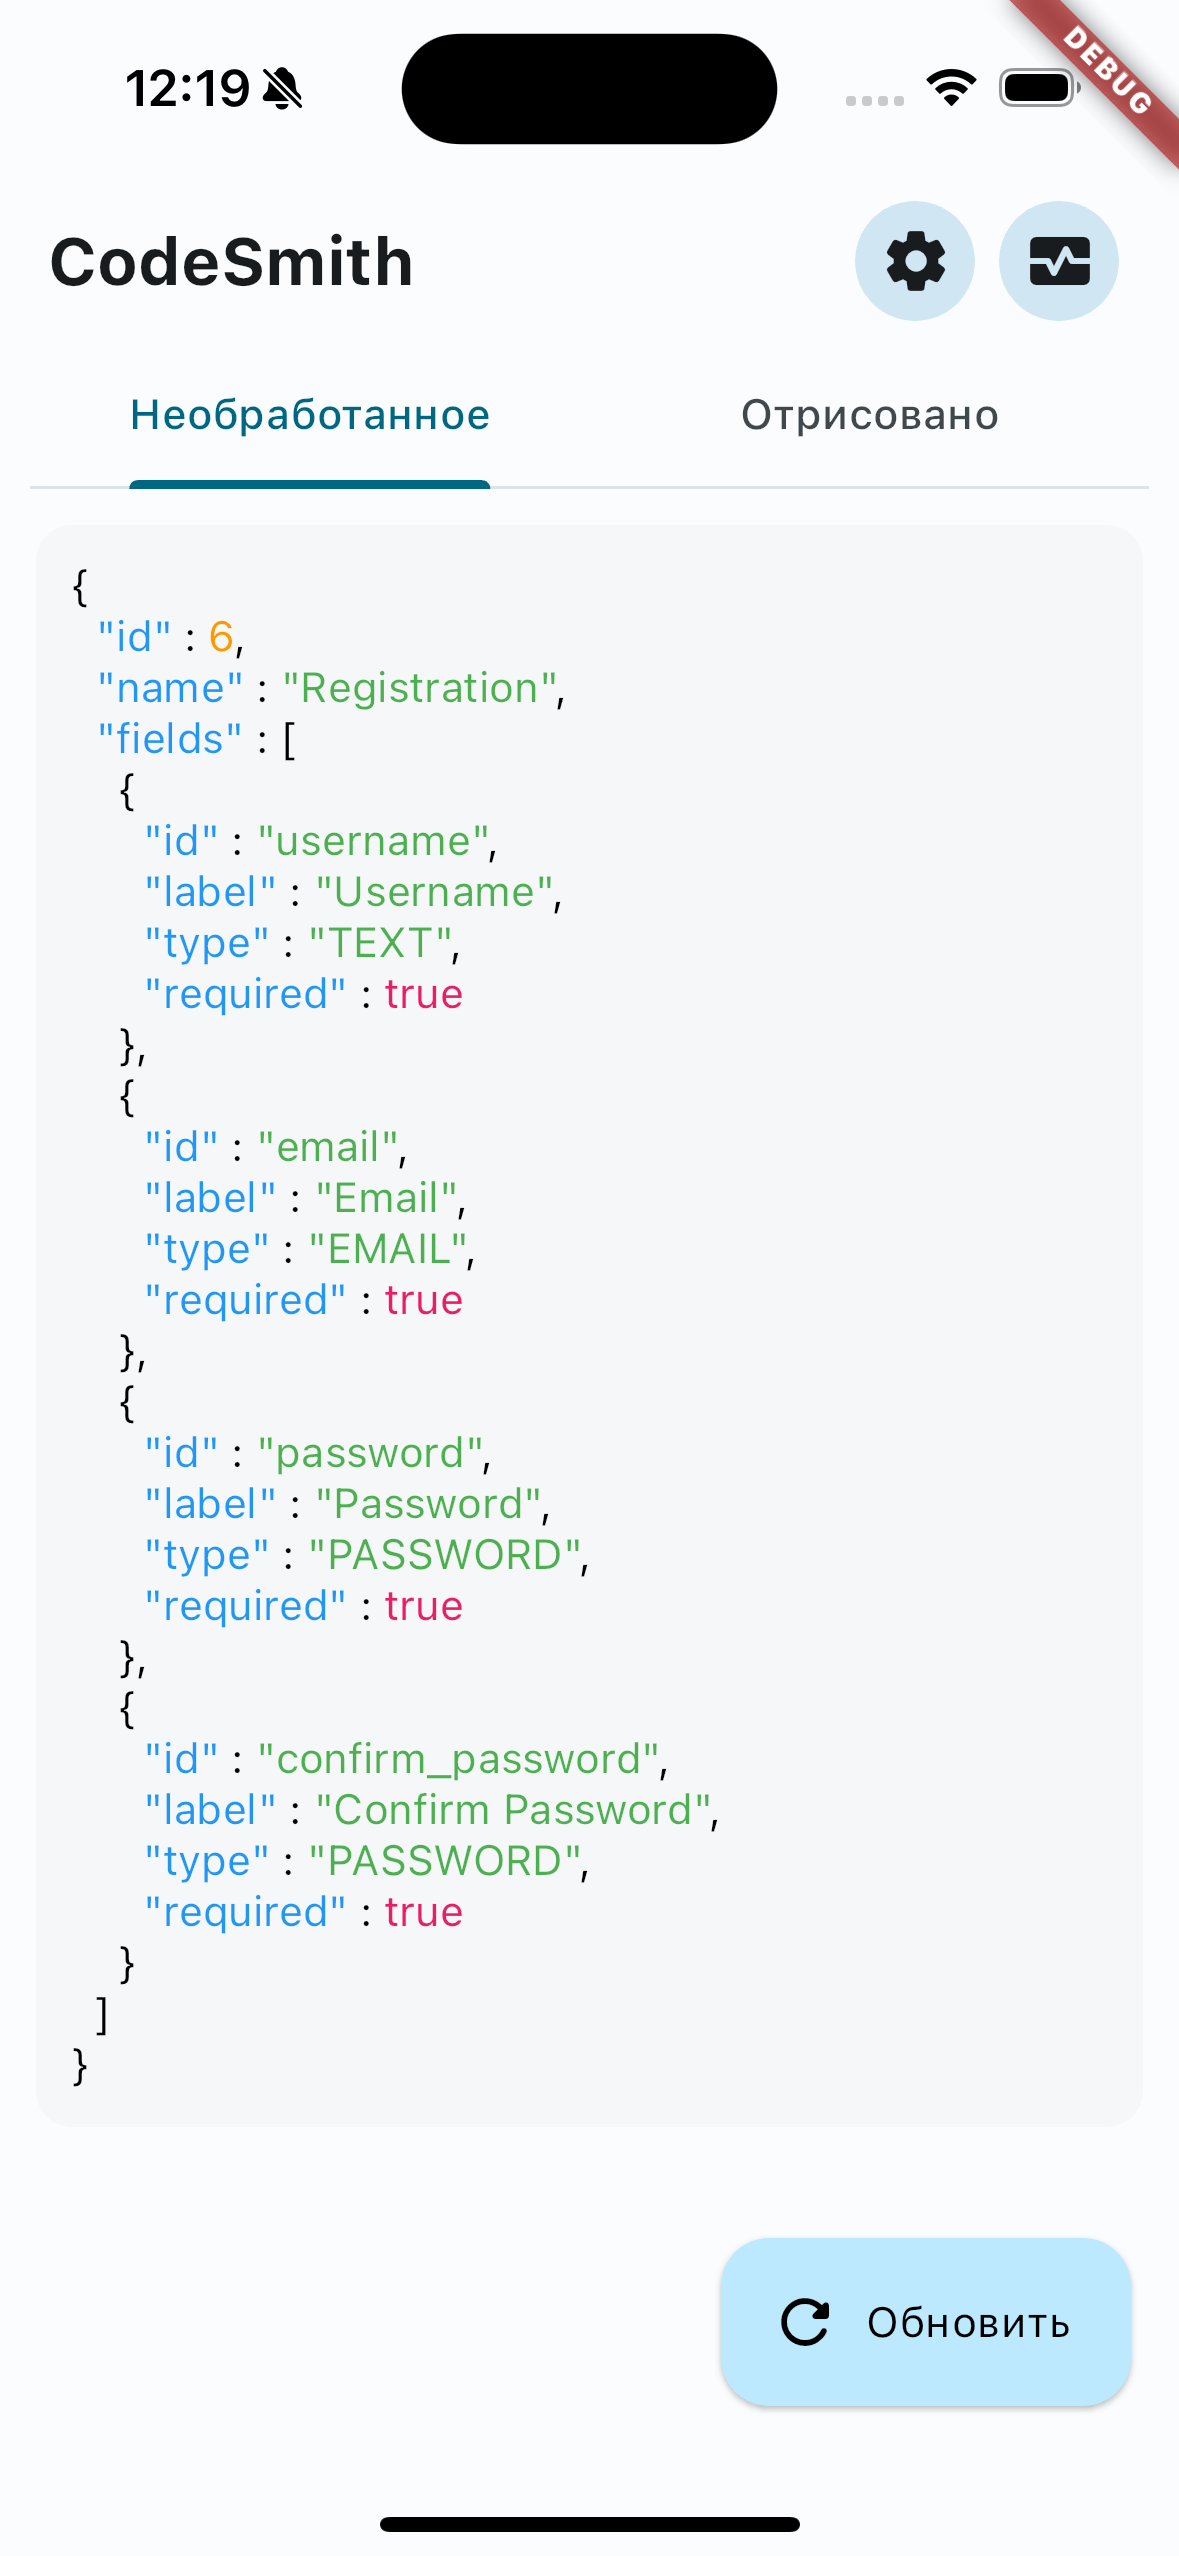 12:19
DEBUG
CodeSmith
Необработанное
Отрисовано
{
"id" : 6,
"name" : "Registration",
"fields" : [
{
"id" : "username",
"label" : "Username",
"type" : "TEXT",
"required" : true
},
{
"id" : "email",
"label" : "Email",
"type" : "EMAIL",
"required" : true
},
{
"id" : "password",
"label" : "Password",
"type" : "PASSWORD",
"required" : true
},
{
"id" : "confirm_password",
"label" : "Confirm Password",
"type" : "PASSWORD",
"required" : true
}
]
}
Обновить